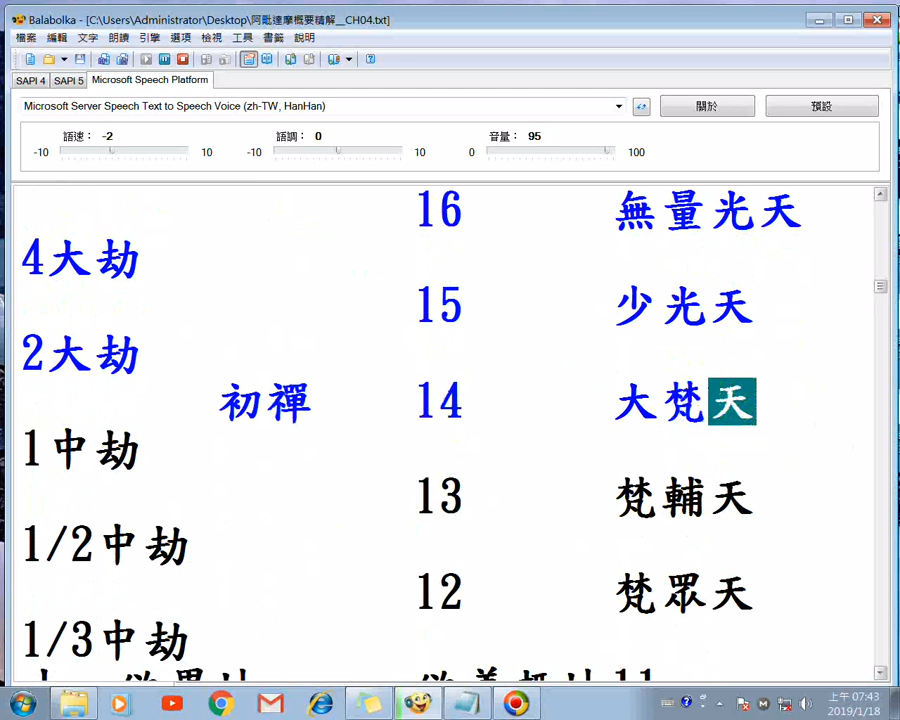 Balabolka - [C:\Users\Administrator\Desktop\阿毗達摩概要精解__CH04.txt]
檔案 編輯 文字 朗讀 引擎 選項 檢視 工具 書籤 說明
SAPI 4 SAPI 5 Microsoft Speech Platform
Microsoft Server Speech Text to Speech Voice (zh-TW, HanHan) 關於 預設
語速： -2 語調： 0 音量： 95
-10 10 -10 10 0 100
16 無量光天
4大劫
15 少光天
2大劫
初禪 14 大梵天
1中劫
13 梵輔天
1/2中劫
12 梵眾天
1/3中劫
上午 07:43
2019/1/18